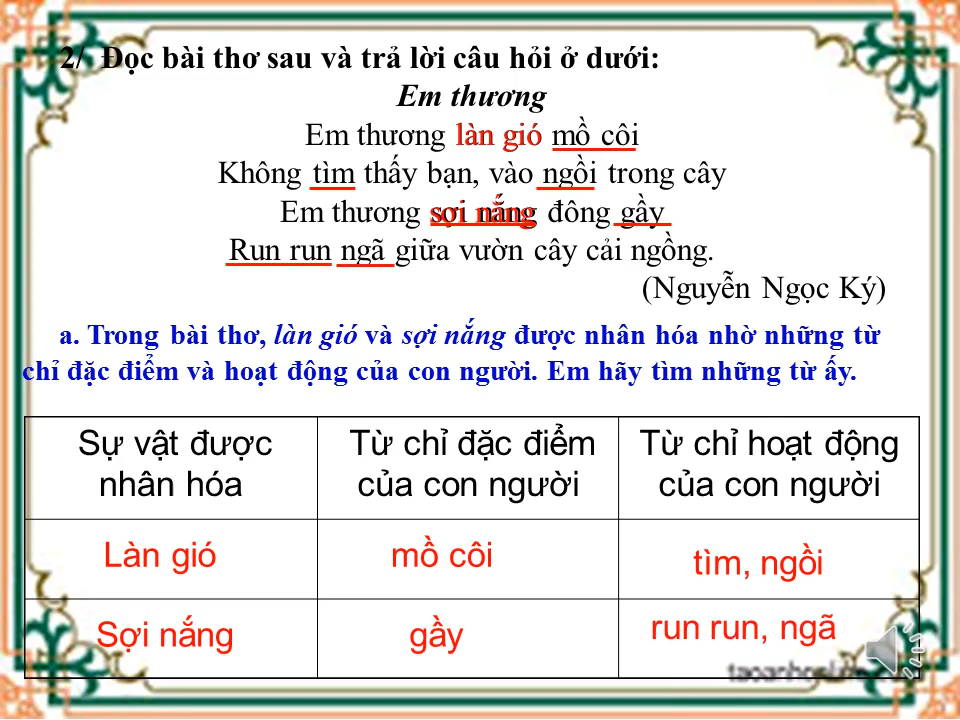 2/ Đọc bài thơ sau và trả lời câu hỏi ở dưới:
Em thương
Em thương làn gió mồ côi
Không tìm thấy bạn, vào ngồi trong cây
Em thương sợi nắng đông gầy
Run run ngã giữa vườn cây cải ngồng.
(Nguyễn Ngọc Ký)
a. Trong bài thơ, làn gió và sợi nắng được nhân hóa nhờ những từ
chỉ đặc điểm và hoạt động của con người. Em hãy tìm những từ ấy.
Sự vật được Từ chỉ đặc điểm Từ chỉ hoạt động
nhân hóa của con người của con người
Làn gió mồ côi tìm, ngồi
Sợi nắng gầy run run, ngã